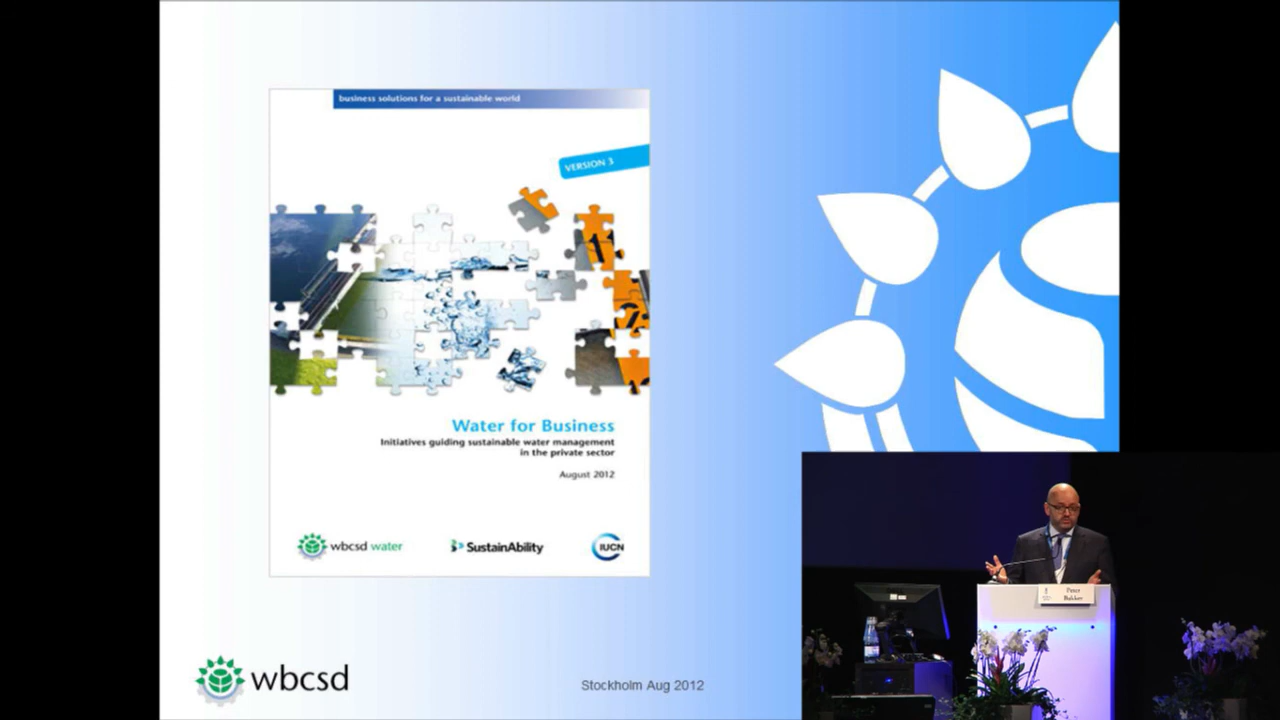 business solutions for a sustainable world
VERSION 3
Water for Business
Initiatives guiding sustainable water management
in the private sector
August 2012
wbcsd water
SustainAbility
IUCN
wbcsd
Stockholm Aug 2012
Peter
Bakker